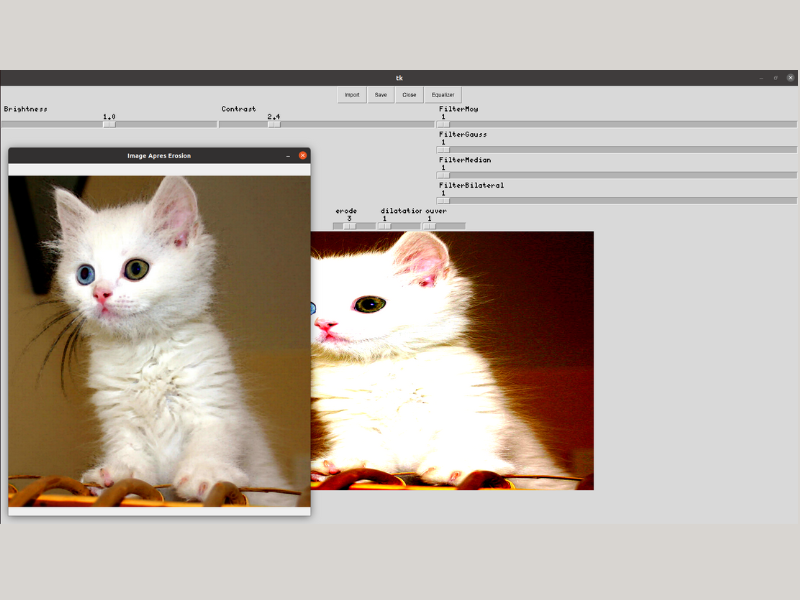 tk
Import Save Close Equalizer
Brightness
1.0
Contrast
2.4
FilterMoy
1
FilterGauss
1
FilterMedian
1
FilterBilateral
1
Image Apres Erosion
erode dilatation ouver
3 1 1